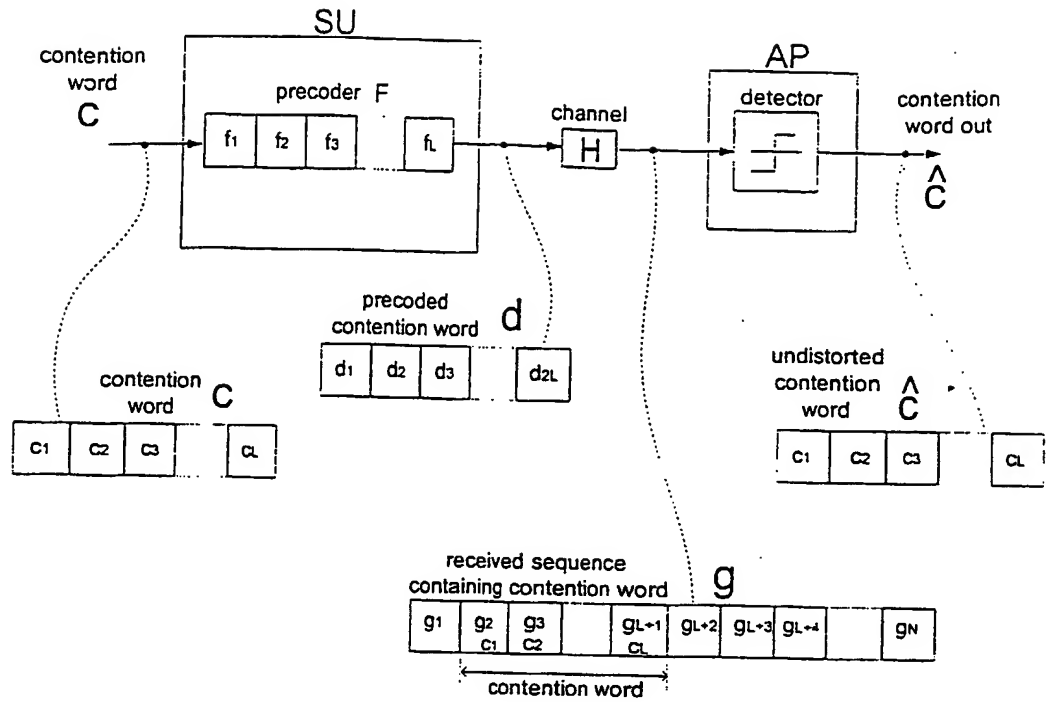 SU
contention
word
C
precoder F
f1 f2 f3 fL
channel
H
AP
detector
contention
word out
Ĉ
precoded
contention word d
d1 d2 d3 d2L
contention
word C
c1 c2 c3 cL
undistorted
contention
word Ĉ
c1 c2 c3 cL
received sequence
containing contention word g
g1 g2 g3 gL+1 gL+2 gL+3 gL+4 gN
c1 c2 cL
contention word